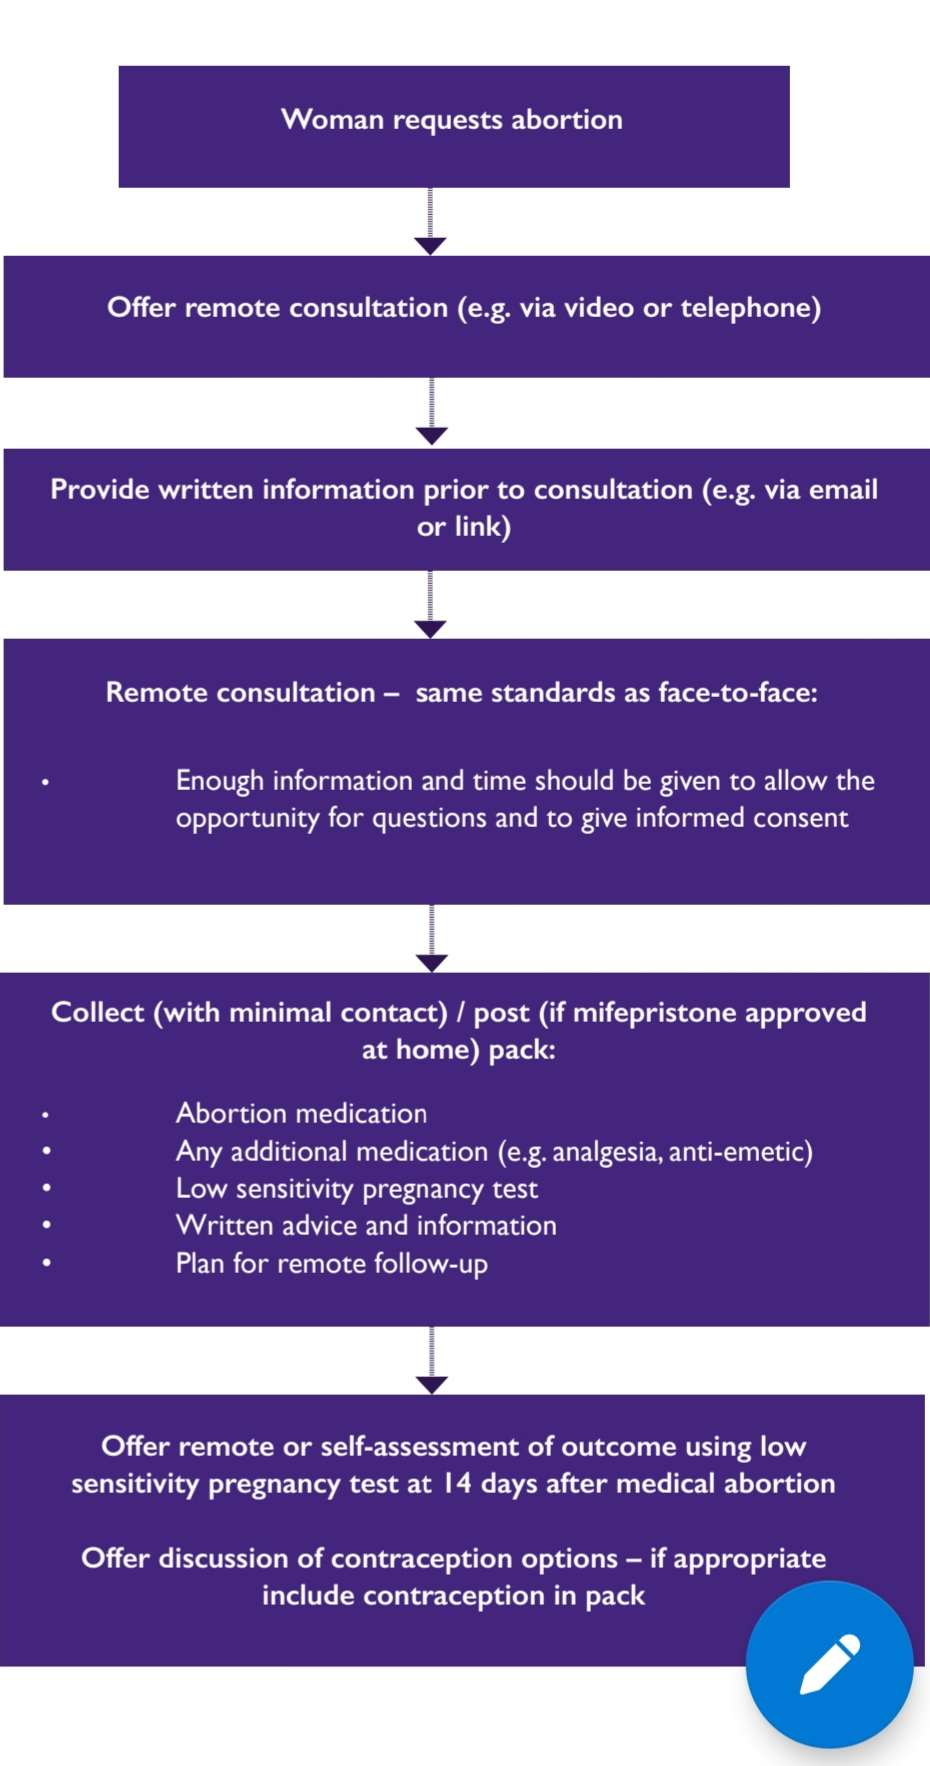 Woman requests abortion
Offer remote consultation (e.g. via video or telephone)
Provide written information prior to consultation (e.g. via email
or link)
Remote consultation –  same standards as face-to-face:
• Enough information and time should be given to allow the
opportunity for questions and to give informed consent
Collect (with minimal contact) / post (if mifepristone approved
at home) pack:
• Abortion medication
• Any additional medication (e.g. analgesia, anti-emetic)
• Low sensitivity pregnancy test
• Written advice and information
• Plan for remote follow-up
Offer remote or self-assessment of outcome using low
sensitivity pregnancy test at 14 days after medical abortion
Offer discussion of contraception options – if appropriate
include contraception in pack